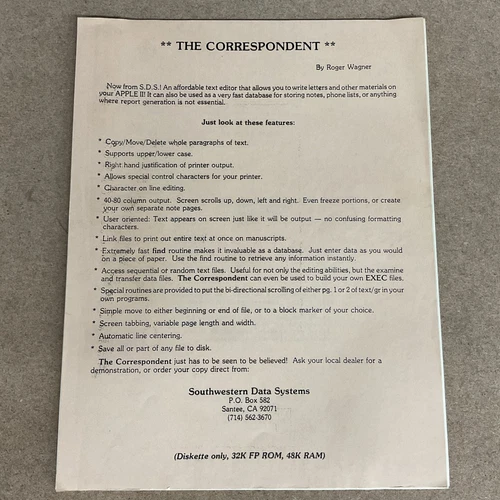 ** THE CORRESPONDENT **
By Roger Wagner
Now from S.D.S.! An affordable text editor that allows you to write letters and other materials on
your APPLE II! It can also be used as a very fast database for storing notes, phone lists, or anything
where report generation is not essential.
Just look at these features:
* Copy/Move/Delete whole paragraphs of text.
* Supports upper/lower case.
* Right hand justification of printer output.
* Allows special control characters for your printer.
* Character on line editing.
* 40-80 column output. Screen scrolls up, down, left and right. Even freeze portions, or create
your own separate note pages.
* User oriented: Text appears on screen just like it will be output — no confusing formatting
characters.
* Link files to print out entire text at once on manuscripts.
* Extremely fast find routine makes it invaluable as a database. Just enter data as you would
on a piece of paper. Use the find routine to retrieve any information instantly.
* Access sequential or random text files. Useful for not only the editing abilities, but the examine
and transfer data files. The Correspondent can even be used to build your own EXEC files.
* Special routines are provided to put the bi-directional scrolling of either pg. 1 or 2 of text/gr in your
own programs.
* Simple move to either beginning or end of file, or to a block marker of your choice.
* Screen tabbing, variable page length and width.
* Automatic line centering.
* Save all or part of any file to disk.
The Correspondent just has to be seen to be believed! Ask your local dealer for a
demonstration, or order your copy direct from:
Southwestern Data Systems
P.O. Box 582
Santee, CA 92071
(714) 562-3670
(Diskette only, 32K FP ROM, 48K RAM)